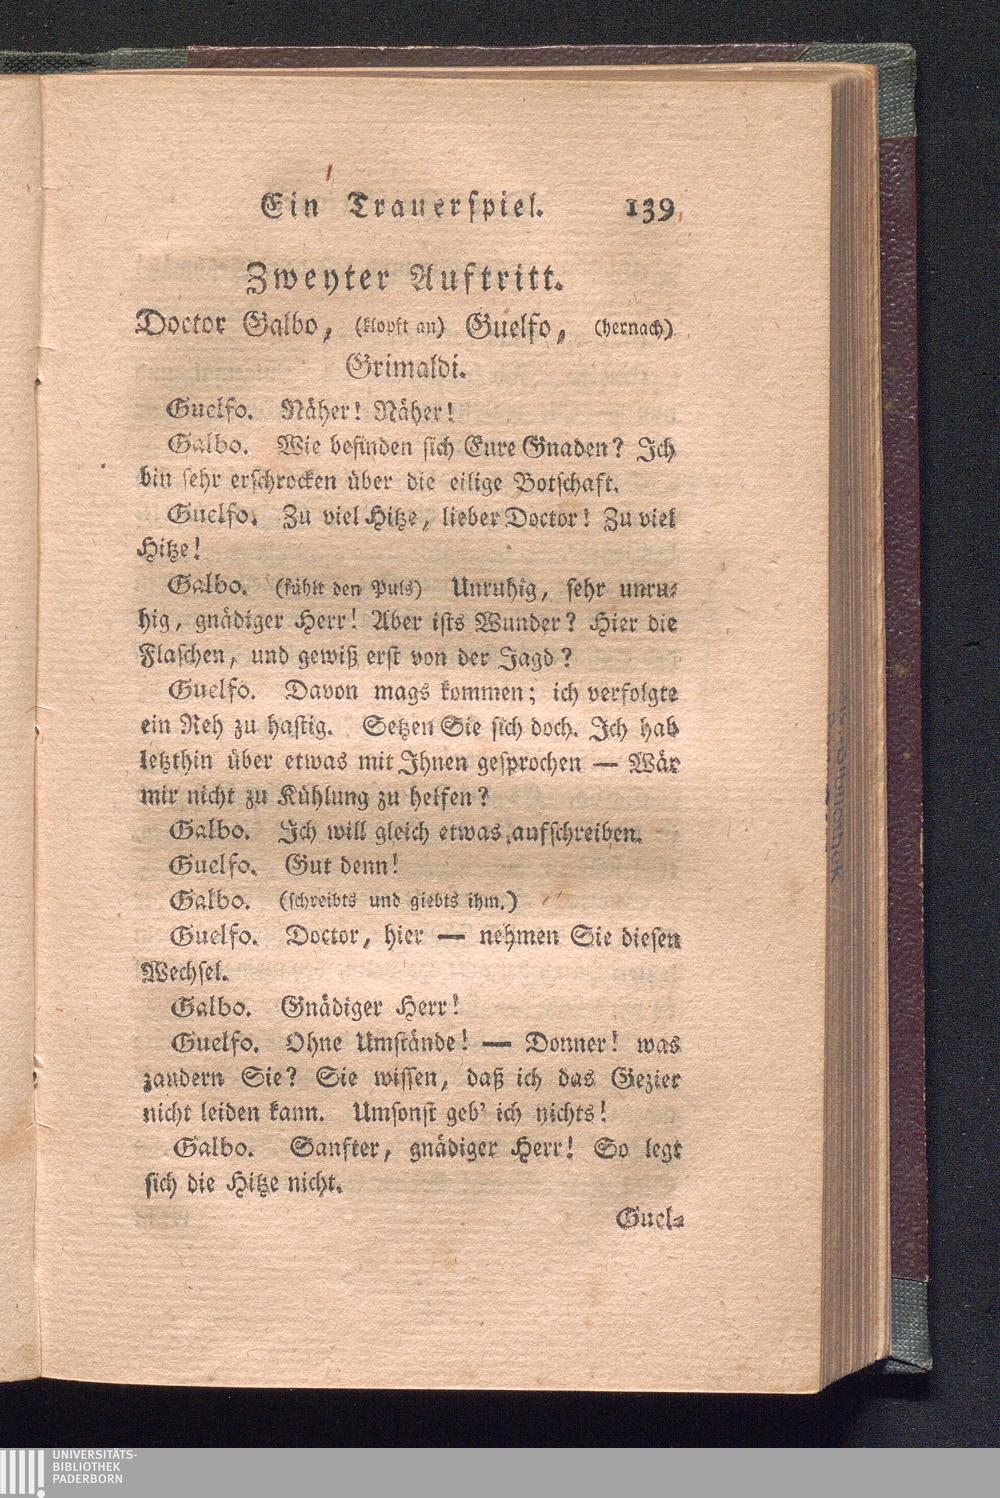 Ein Trauerspiel. 139
Zweyter Auftritt.
Doctor Galbo, (klopft an) Guelfo, (hernach)
Grimaldi.
Guelfo. Näher! Näher!
Galbo. Wie befinden sich Eure Gnaden? Ich
bin sehr erschrocken über die eilige Botschaft.
Guelfo. Zu viel Hitze, lieber Doctor! Zu viel
Hitze!
Galbo. (fühlt den Puls) Unruhig, sehr unru-
hig, gnädiger Herr! Aber ists Wunder? Hier die
Flaschen, und gewiß erst von der Jagd?
Guelfo. Davon mags kommen; ich verfolgte
ein Reh zu hastig. Setzen Sie sich doch. Ich hab
letzthin über etwas mit Ihnen gesprochen — Wär
mir nicht zu Kühlung zu helfen?
Galbo. Ich will gleich etwas aufschreiben.
Guelfo. Gut denn!
Galbo. (schreibts und giebts ihm.)
Guelfo. Doctor, hier — nehmen Sie diesen
Wechsel.
Galbo. Gnädiger Herr!
Guelfo. Ohne Umstände! — Donner! was
zaudern Sie? Sie wissen, daß ich das Gezier
nicht leiden kann. Umsonst geb' ich nichts!
Galbo. Sanfter, gnädiger Herr! So legt
sich die Hitze nicht.
Guel-
UNIVERSITÄTS-
BIBLIOTHEK
PADERBORN